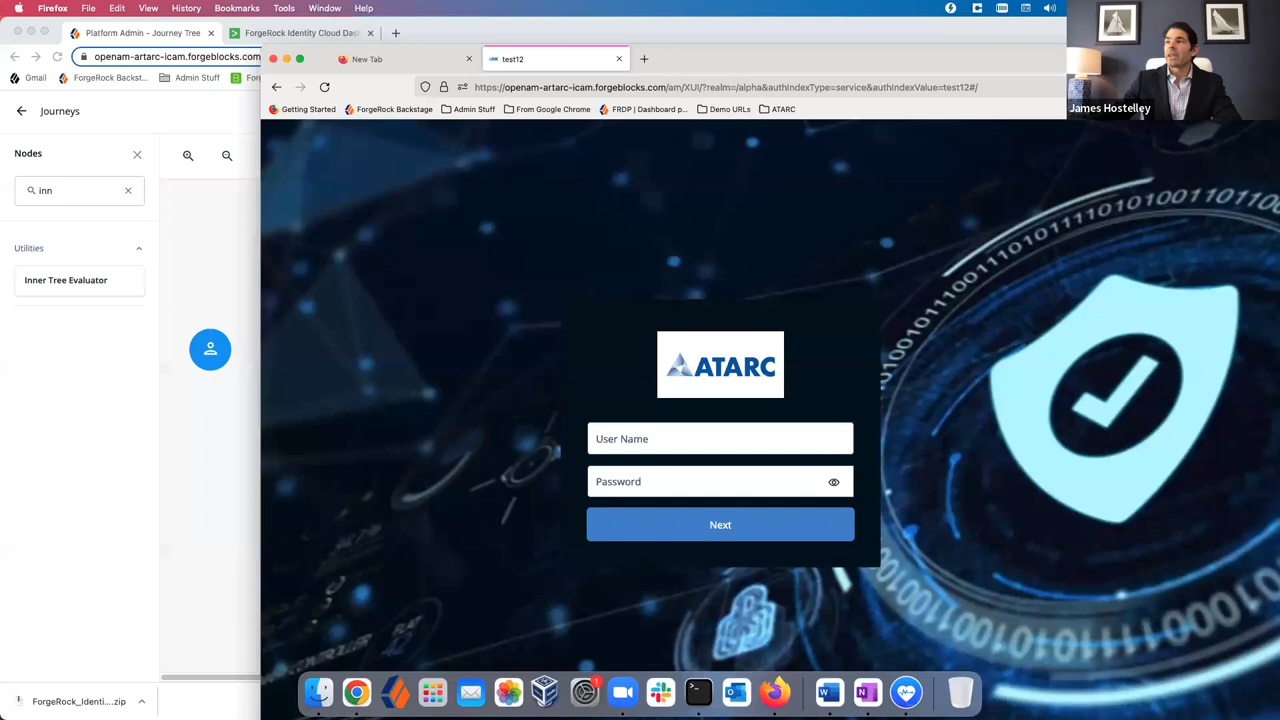 Firefox File Edit View History Bookmarks Tools Window Help
Platform Admin - Journey Tree
ForgeRock Identity Cloud Das
openam-artarc-icam.forgeblocks.com
Gmail ForgeRock Backst... Admin Stuff
New Tab
test12
https://openam-artarc-icam.forgeblocks.com/am/XUI/?realm=/alpha&authIndexType=service&authIndexValue=test12#/
Getting Started ForgeRock Backstage Admin Stuff From Google Chrome FRDP | Dashboard p... Demo URLs ATARC
James Hostelley
Journeys
Nodes
inn
Utilities
Inner Tree Evaluator
ATARC
User Name
Password
Next
ForgeRock_Identi....zip
1